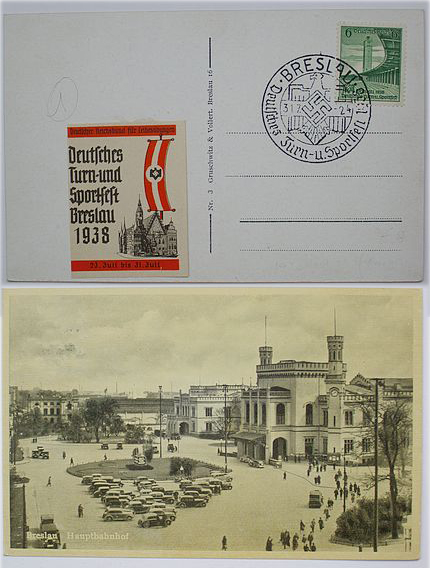 Deutscher Reichsbund für Leibesübungen
Deutsches
Turn-und
Sportfest
Breslau
1938
23. Juli bis 31. Juli
Nr. 3 Gruschwitz & Vollert, Breslau 16
6
BRESLAU
Deutsches Turn-u. Sportfest
Breslau Hauptbahnhof